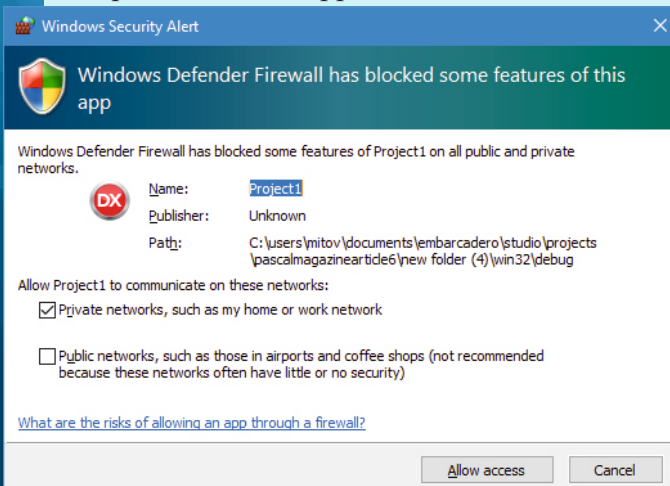 Windows Security Alert
Windows Defender Firewall has blocked some features of this
app
Windows Defender Firewall has blocked some features of Project1 on all public and private
networks.
DX
Name: Project1
Publisher: Unknown
Path: C:\users\mitov\documents\embarcadero\studio\projects
\pascalmagazinearticle6\new folder (4)\win32\debug
Allow Project1 to communicate on these networks:
Private networks, such as my home or work network
Public networks, such as those in airports and coffee shops (not recommended
because these networks often have little or no security)
What are the risks of allowing an app through a firewall?
Allow access Cancel